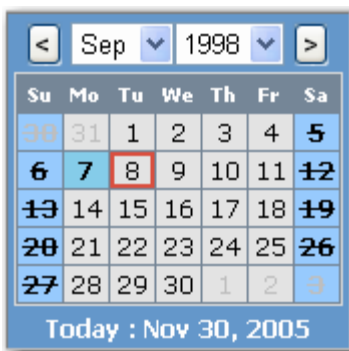 < Sep 1998 >
Su Mo Tu We Th Fr Sa
30 31 1 2 3 4 5
6 7 8 9 10 11 12
13 14 15 16 17 18 19
20 21 22 23 24 25 26
27 28 29 30 1 2 3
Today : Nov 30, 2005